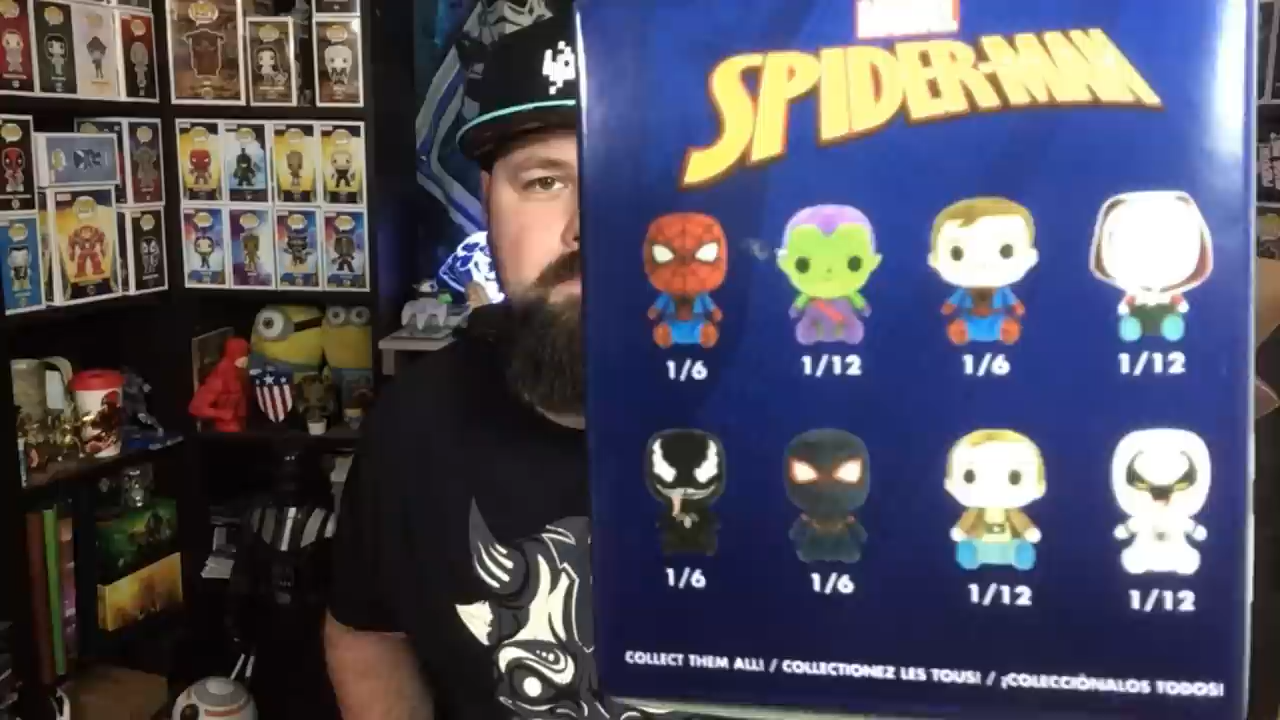 MARVEL
SPIDER-MAN
1/6 1/12 1/6 1/12
1/6 1/6 1/12 1/12
COLLECT THEM ALL! / COLLECTIONEZ LES TOUS! / ¡COLECCIÓNALOS TODOS!